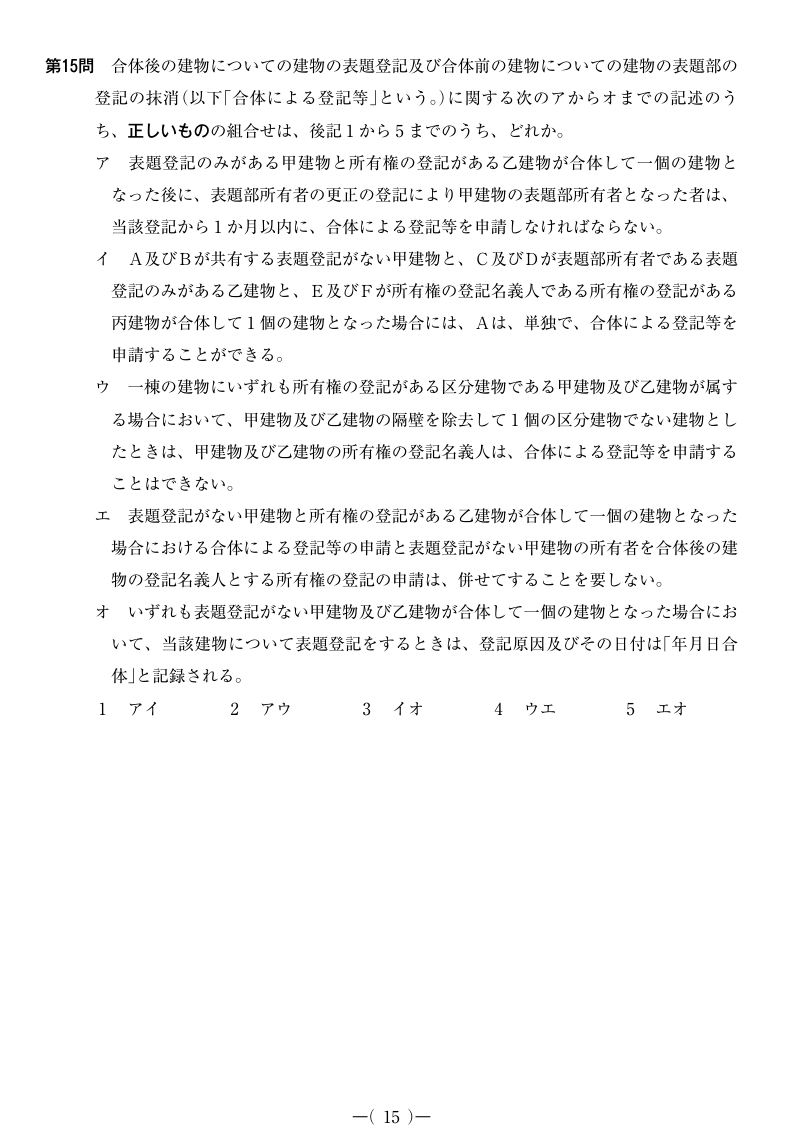 第15問　合体後の建物についての建物の表題登記及び合体前の建物についての建物の表題部の
登記の抹消（以下「合体による登記等」という。）に関する次のアからオまでの記述のう
ち、正しいものの組合せは、後記１から５までのうち、どれか。
ア　表題登記のみがある甲建物と所有権の登記がある乙建物が合体して一個の建物と
なった後に、表題部所有者の更正の登記により甲建物の表題部所有者となった者は、
当該登記から１か月以内に、合体による登記等を申請しなければならない。
イ　Ａ及びＢが共有する表題登記がない甲建物と、Ｃ及びＤが表題部所有者である表題
登記のみがある乙建物と、Ｅ及びＦが所有権の登記名義人である所有権の登記がある
丙建物が合体して１個の建物となった場合には、Ａは、単独で、合体による登記等を
申請することができる。
ウ　一棟の建物にいずれも所有権の登記がある区分建物である甲建物及び乙建物が属す
る場合において、甲建物及び乙建物の隔壁を除去して１個の区分建物でない建物とし
たときは、甲建物及び乙建物の所有権の登記名義人は、合体による登記等を申請する
ことはできない。
エ　表題登記がない甲建物と所有権の登記がある乙建物が合体して一個の建物となった
場合における合体による登記等の申請と表題登記がない甲建物の所有者を合体後の建
物の登記名義人とする所有権の登記の申請は、併せてすることを要しない。
オ　いずれも表題登記がない甲建物及び乙建物が合体して一個の建物となった場合にお
いて、当該建物について表題登記をするときは、登記原因及びその日付は「年月日合
体」と記録される。
１　アイ　　２　アウ　　３　イオ　　４　ウエ　　５　エオ
―（ 15 ）―